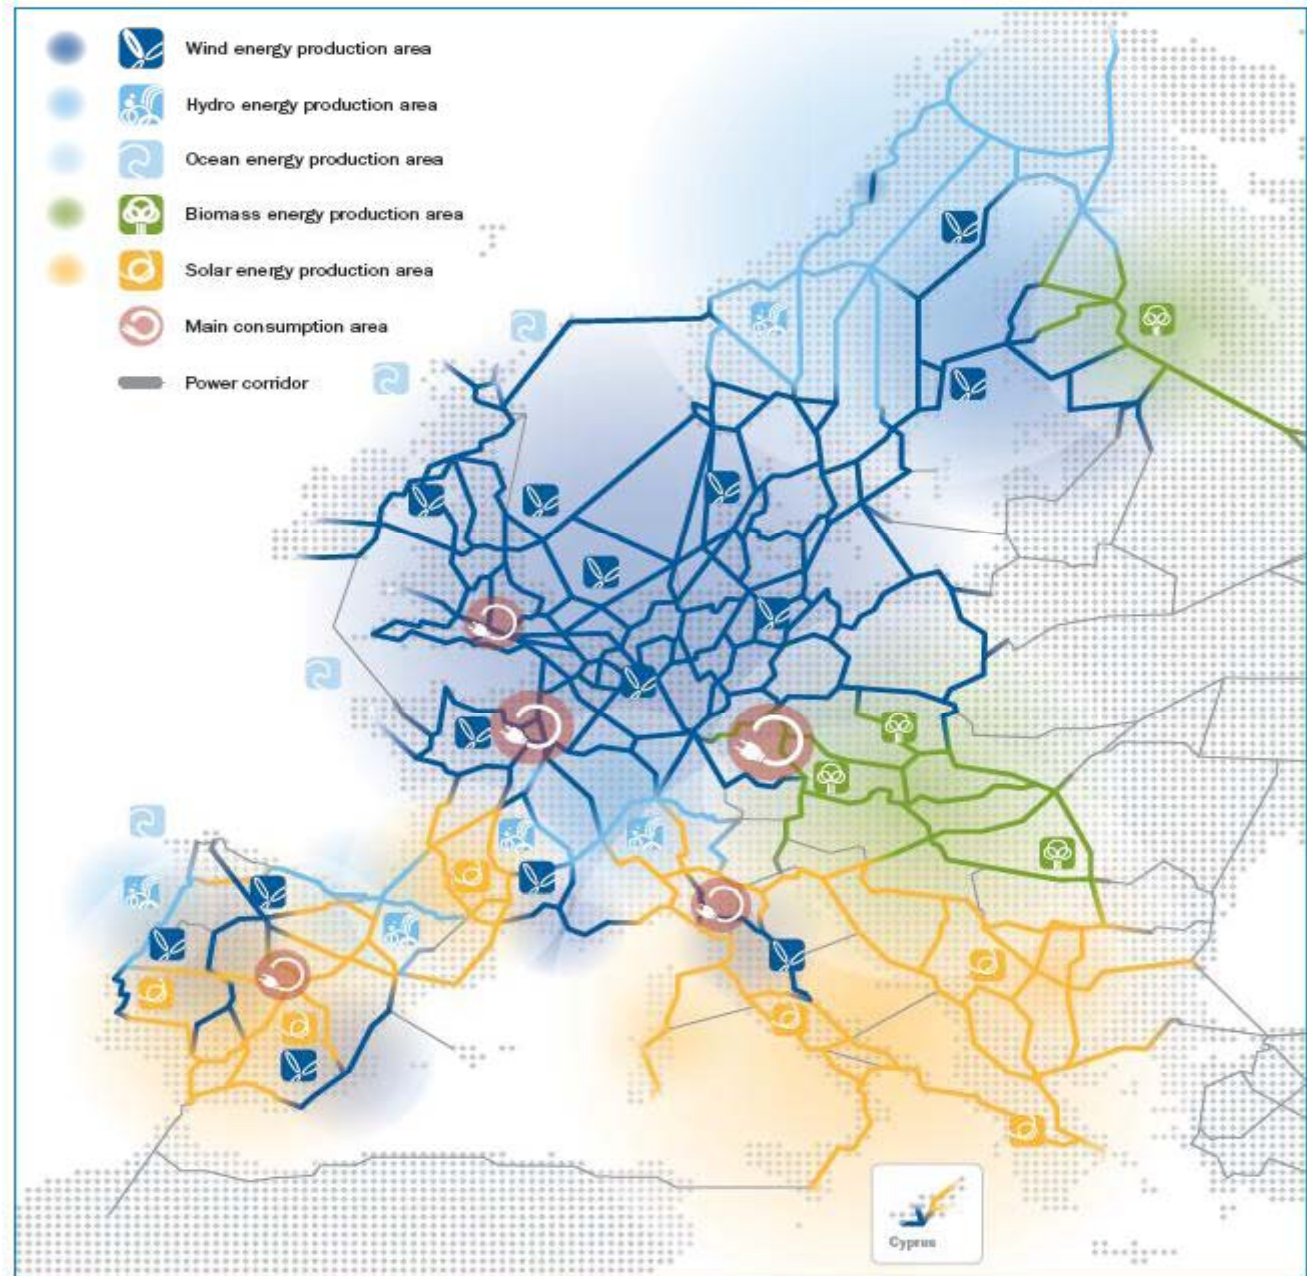 Wind energy production area
Hydro energy production area
Ocean energy production area
Biomass energy production area
Solar energy production area
Main consumption area
Power corridor
Cyprus